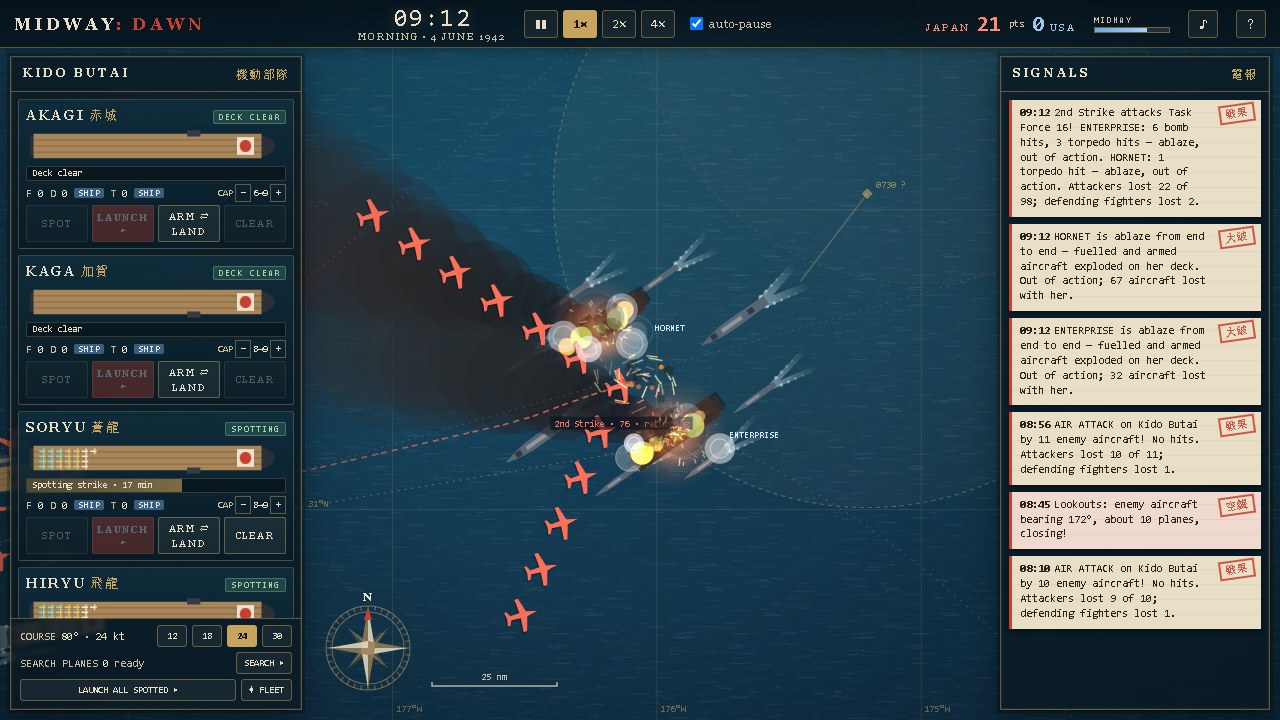 MIDWAY: DAWN
09:12
MORNING • 4 JUNE 1942
1×
2×
4×
auto-pause
JAPAN 21 pts 0 USA
MIDWAY
♪
?
KIDO BUTAI 機動部隊
AKAGI 赤城 DECK CLEAR
Deck clear
F 0 D 0 SHIP T 0 SHIP CAP − 6-0 +
SPOT
LAUNCH ▸
ARM ⇄ LAND
CLEAR
KAGA 加賀 DECK CLEAR
Deck clear
F 0 D 0 SHIP T 0 SHIP CAP − 8-0 +
SPOT
LAUNCH ▸
ARM ⇄ LAND
CLEAR
SORYU 蒼龍 SPOTTING
Spotting strike • 17 min
F 0 D 0 SHIP T 0 SHIP CAP − 8-0 +
SPOT
LAUNCH ▸
ARM ⇄ LAND
CLEAR
HIRYU 飛龍 SPOTTING
COURSE 80° • 24 kt 12 18 24 30
SEARCH PLANES 0 ready SEARCH ▸
LAUNCH ALL SPOTTED ▸ FLEET
0730 ?
HORNET
2nd Strike • 76 •
ENTERPRISE
31°N
N
25 nm
177°W
176°W
175°W
SIGNALS 電報
09:12 2nd Strike attacks Task
Force 16! ENTERPRISE: 6 bomb
hits, 3 torpedo hits — ablaze,
out of action. HORNET: 1
torpedo hit — ablaze, out of
action. Attackers lost 22 of
98; defending fighters lost 2.
戦果
09:12 HORNET is ablaze from end
to end — fuelled and armed
aircraft exploded on her deck.
Out of action; 67 aircraft lost
with her.
大破
09:12 ENTERPRISE is ablaze from
end to end — fuelled and armed
aircraft exploded on her deck.
Out of action; 32 aircraft lost
with her.
大破
08:56 AIR ATTACK on Kido Butai
by 11 enemy aircraft! No hits.
Attackers lost 10 of 11;
defending fighters lost 1.
戦果
08:45 Lookouts: enemy aircraft
bearing 172°, about 10 planes,
closing!
空襲
08:10 AIR ATTACK on Kido Butai
by 10 enemy aircraft! No hits.
Attackers lost 9 of 10;
defending fighters lost 1.
戦果